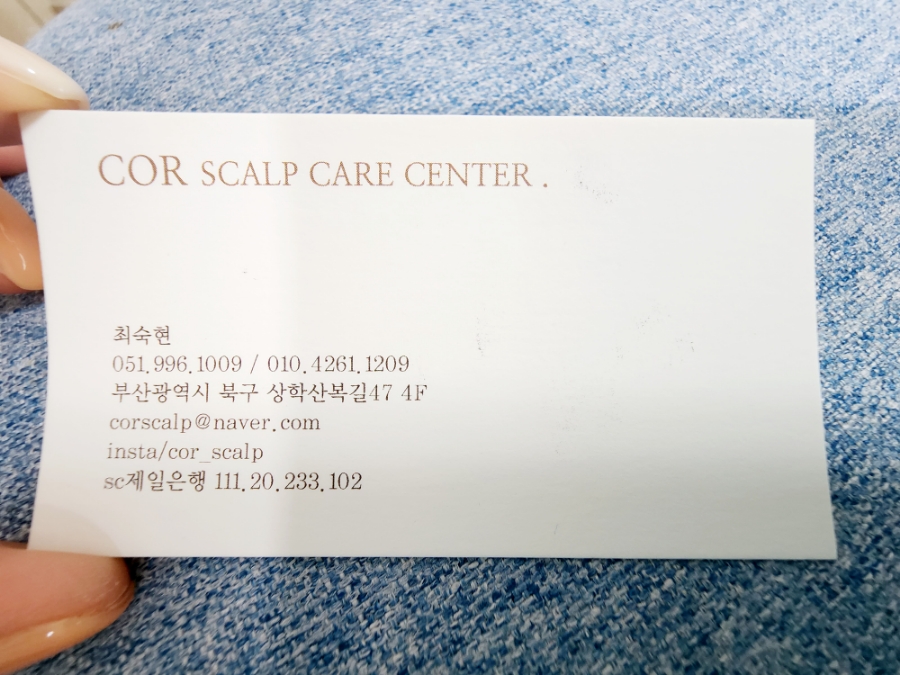 COR SCALP CARE CENTER .
최숙현
051.996.1009 / 010.4261.1209
부산광역시 북구 상학산복길47 4F
corscalp@naver.com
insta/cor_scalp
sc제일은행 111.20.233.102